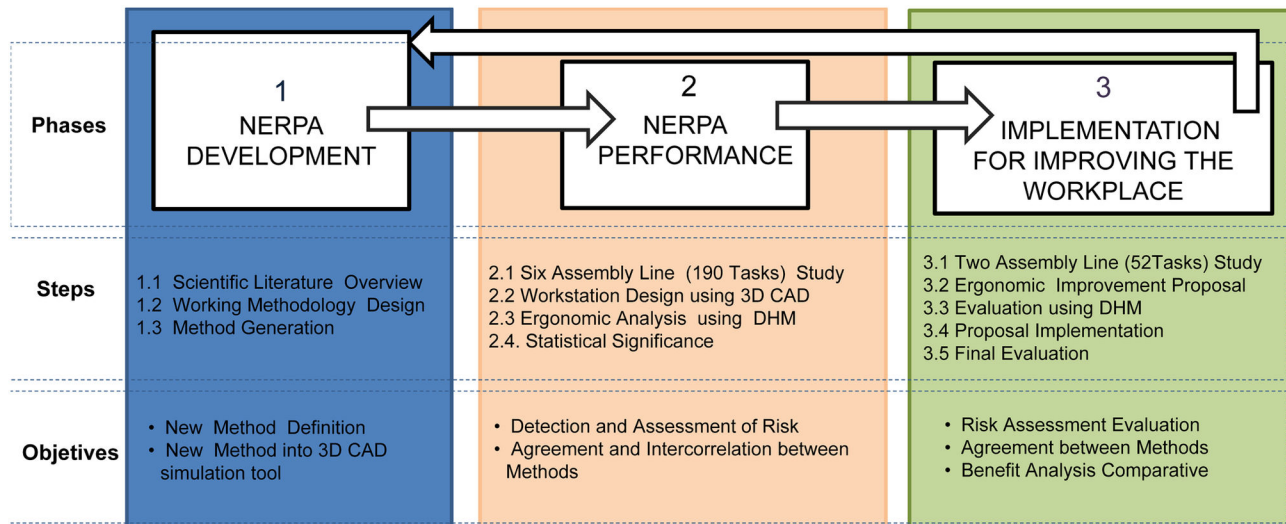 Phases
1
NERPA
DEVELOPMENT
2
NERPA
PERFORMANCE
3
IMPLEMENTATION
FOR IMPROVING THE
WORKPLACE
Steps
1.1 Scientific Literature Overview
1.2 Working Methodology Design
1.3 Method Generation
2.1 Six Assembly Line (190 Tasks) Study
2.2 Workstation Design using 3D CAD
2.3 Ergonomic Analysis using DHM
2.4. Statistical Significance
3.1 Two Assembly Line (52Tasks) Study
3.2 Ergonomic Improvement Proposal
3.3 Evaluation using DHM
3.4 Proposal Implementation
3.5 Final Evaluation
Objectives
• New Method Definition
• New Method into 3D CAD
simulation tool
• Detection and Assessment of Risk
• Agreement and Intercorrelation between
Methods
• Risk Assessment Evaluation
• Agreement between Methods
• Benefit Analysis Comparative